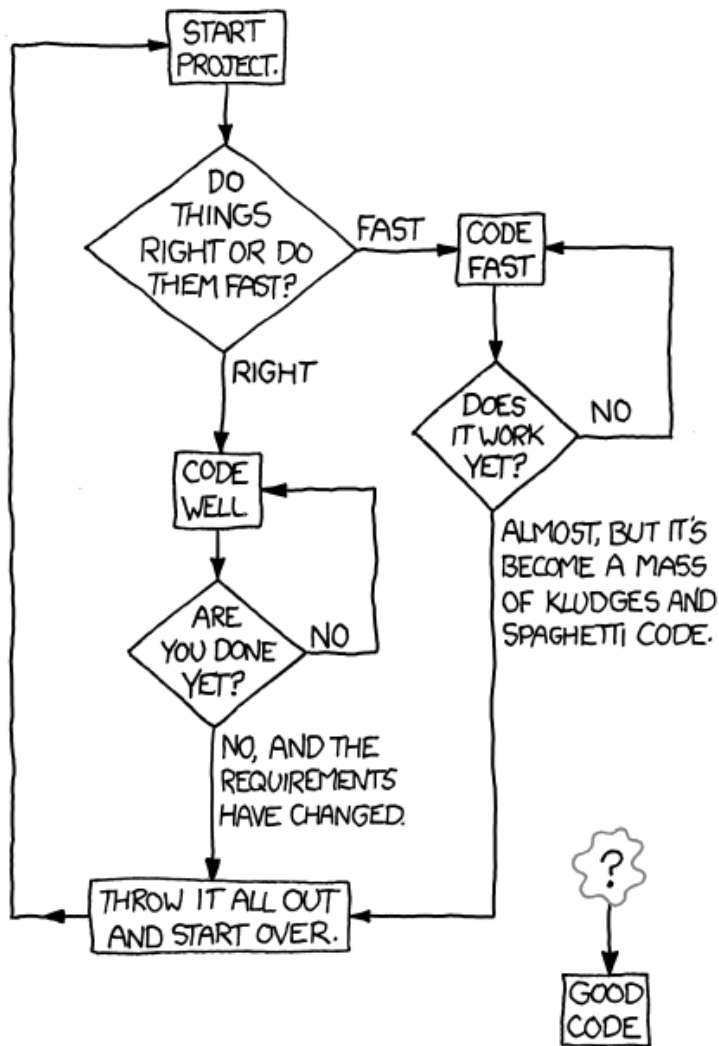 START
PROJECT.
DO
THINGS
RIGHT OR DO
THEM FAST?
FAST
CODE
FAST
RIGHT
DOES
IT WORK
YET?
NO
CODE
WELL
ALMOST, BUT IT'S
BECOME A MASS
OF KLUDGES AND
SPAGHETTI CODE.
ARE
YOU DONE
YET?
NO
NO, AND THE
REQUIREMENTS
HAVE CHANGED.
THROW IT ALL OUT
AND START OVER.
?
GOOD
CODE